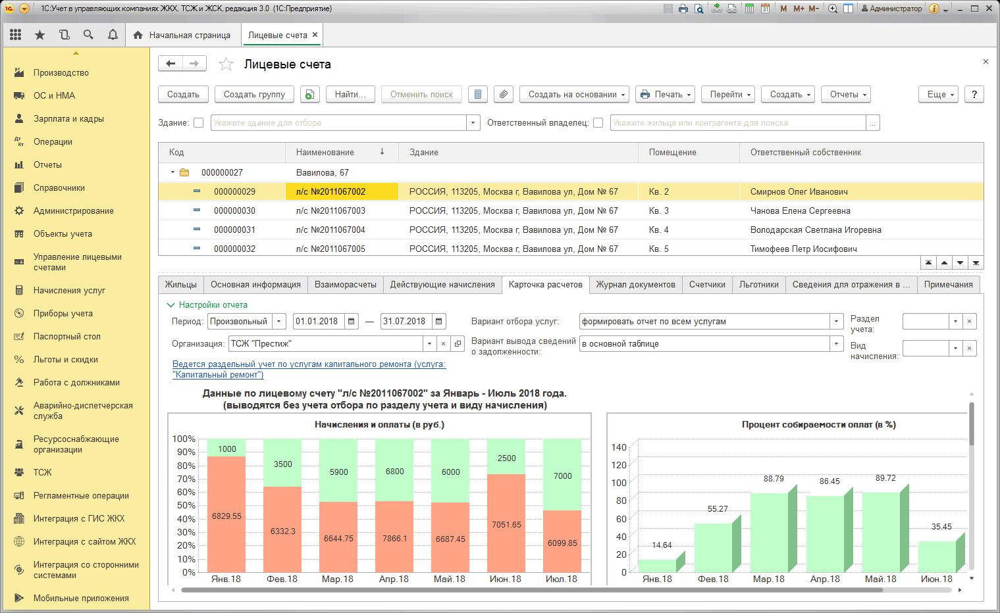 1С:Учет в управляющих компаниях ЖКХ, ТСЖ и ЖСК, редакция 3.0 (1С:Предприятие)
M M+ M- Администратор
Начальная страница
Лицевые счета ×
Производство
ОС и НМА
Зарплата и кадры
Дт Кт Операции
Отчеты
Справочники
Администрирование
Объекты учета
Управление лицевыми
счетами
Начисления услуг
Приборы учета
Паспортный стол
Льготы и скидки
Работа с должниками
Аварийно-диспетчерская
служба
Ресурсоснабжающие
организации
ТСЖ
Регламентные операции
Интеграция с ГИС ЖКХ
Интеграция с сайтом ЖКХ
Интеграция со сторонними
системами
Мобильные приложения
Лицевые счета
Создать Создать группу Найти... Отменить поиск Создать на основании Печать Перейти Создать Отчеты Еще ?
Здание: Укажите здание для отбора Ответственный владелец: Укажите жильца или контрагента для поиска ...
Код Наименование ↓ Здание Помещение Ответственный собственник
000000027 Вавилова, 67
000000029 л/с №2011067002 РОССИЯ, 113205, Москва г, Вавилова ул, Дом № 67 Кв. 2 Смирнов Олег Иванович
000000030 л/с №2011067003 РОССИЯ, 113205, Москва г, Вавилова ул, Дом № 67 Кв. 3 Чанова Елена Сергеевна
000000031 л/с №2011067004 РОССИЯ, 113205, Москва г, Вавилова ул, Дом № 67 Кв. 4 Володарская Светлана Игоревна
000000032 л/с №2011067005 РОССИЯ, 113205, Москва г, Вавилова ул, Дом № 67 Кв. 5 Тимофеев Петр Иосифович
Жильцы Основная информация Взаиморасчеты Действующие начисления Карточка расчетов Журнал документов Счетчики Льготники Сведения для отражения в ... Примечания
Настройки отчета
Период: Произвольный 01.01.2018 — 31.07.2018 Вариант отбора услуг: формировать отчет по всем услугам Раздел
учета:
Организация: ТСЖ "Престиж" Вариант вывода сведений
о задолженности: в основной таблице Вид
начисления:
Ведется раздельный учет по услугам капитального ремонта (услуга:
"Капитальный ремонт")
Данные по лицевому счету "л/с №2011067002" за Январь - Июль 2018 года.
(выводятся без учета отбора по разделу учета и виду начисления)
Начисления и оплаты (в руб.)
100%
90%
80%
70%
60%
50%
40%
30%
20%
10%
0%
1000 3500 5900 6800 6000 2500 7000
6829.55 6332.3 6644.75 7866.1 6687.45 7051.65 6099.85
Янв.18 Фев.18 Мар.18 Апр.18 Май.18 Июн.18 Июл.18
Процент собираемости оплат (в %)
140
120
100
80
60
40
20
0
14.64 55.27 88.79 86.45 89.72 35.45
Янв.18 Фев.18 Мар.18 Апр.18 Май.18 Июн.18